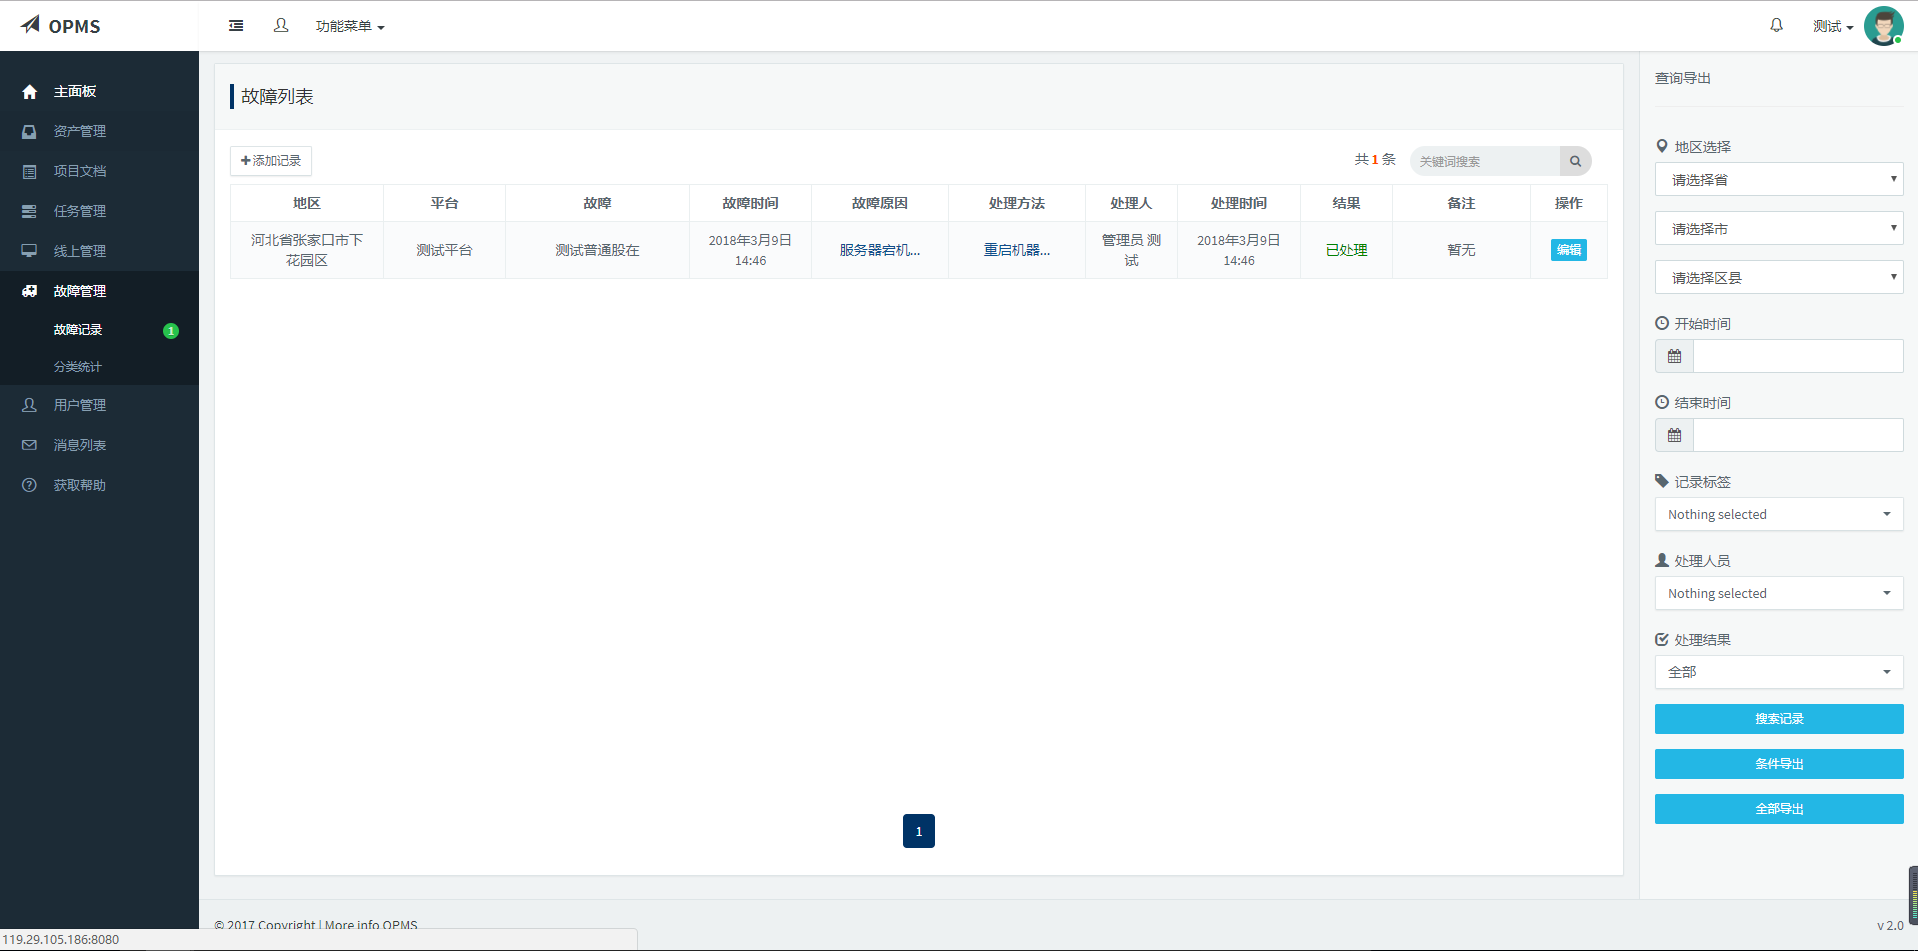 OPMS
功能菜单
测试
主面板
资产管理
项目文档
任务管理
线上管理
故障管理
故障记录
1
分类统计
用户管理
消息列表
获取帮助
故障列表
添加记录
共 1 条
关键词搜索
地区 平台 故障 故障时间 故障原因 处理方法 处理人 处理时间 结果 备注 操作
河北省张家口市下 测试平台 测试普通股在 2018年3月9日 服务器宕机... 重启机器... 管理员 测 2018年3月9日 已处理 暂无 编辑
花园区 14:46 试 14:46
1
查询导出
地区选择
请选择省
请选择市
请选择区县
开始时间
结束时间
记录标签
Nothing selected
处理人员
Nothing selected
处理结果
全部
搜索记录
条件导出
全部导出
© 2017 Copyright | More info OPMS
v 2.0
119.29.105.186:8080